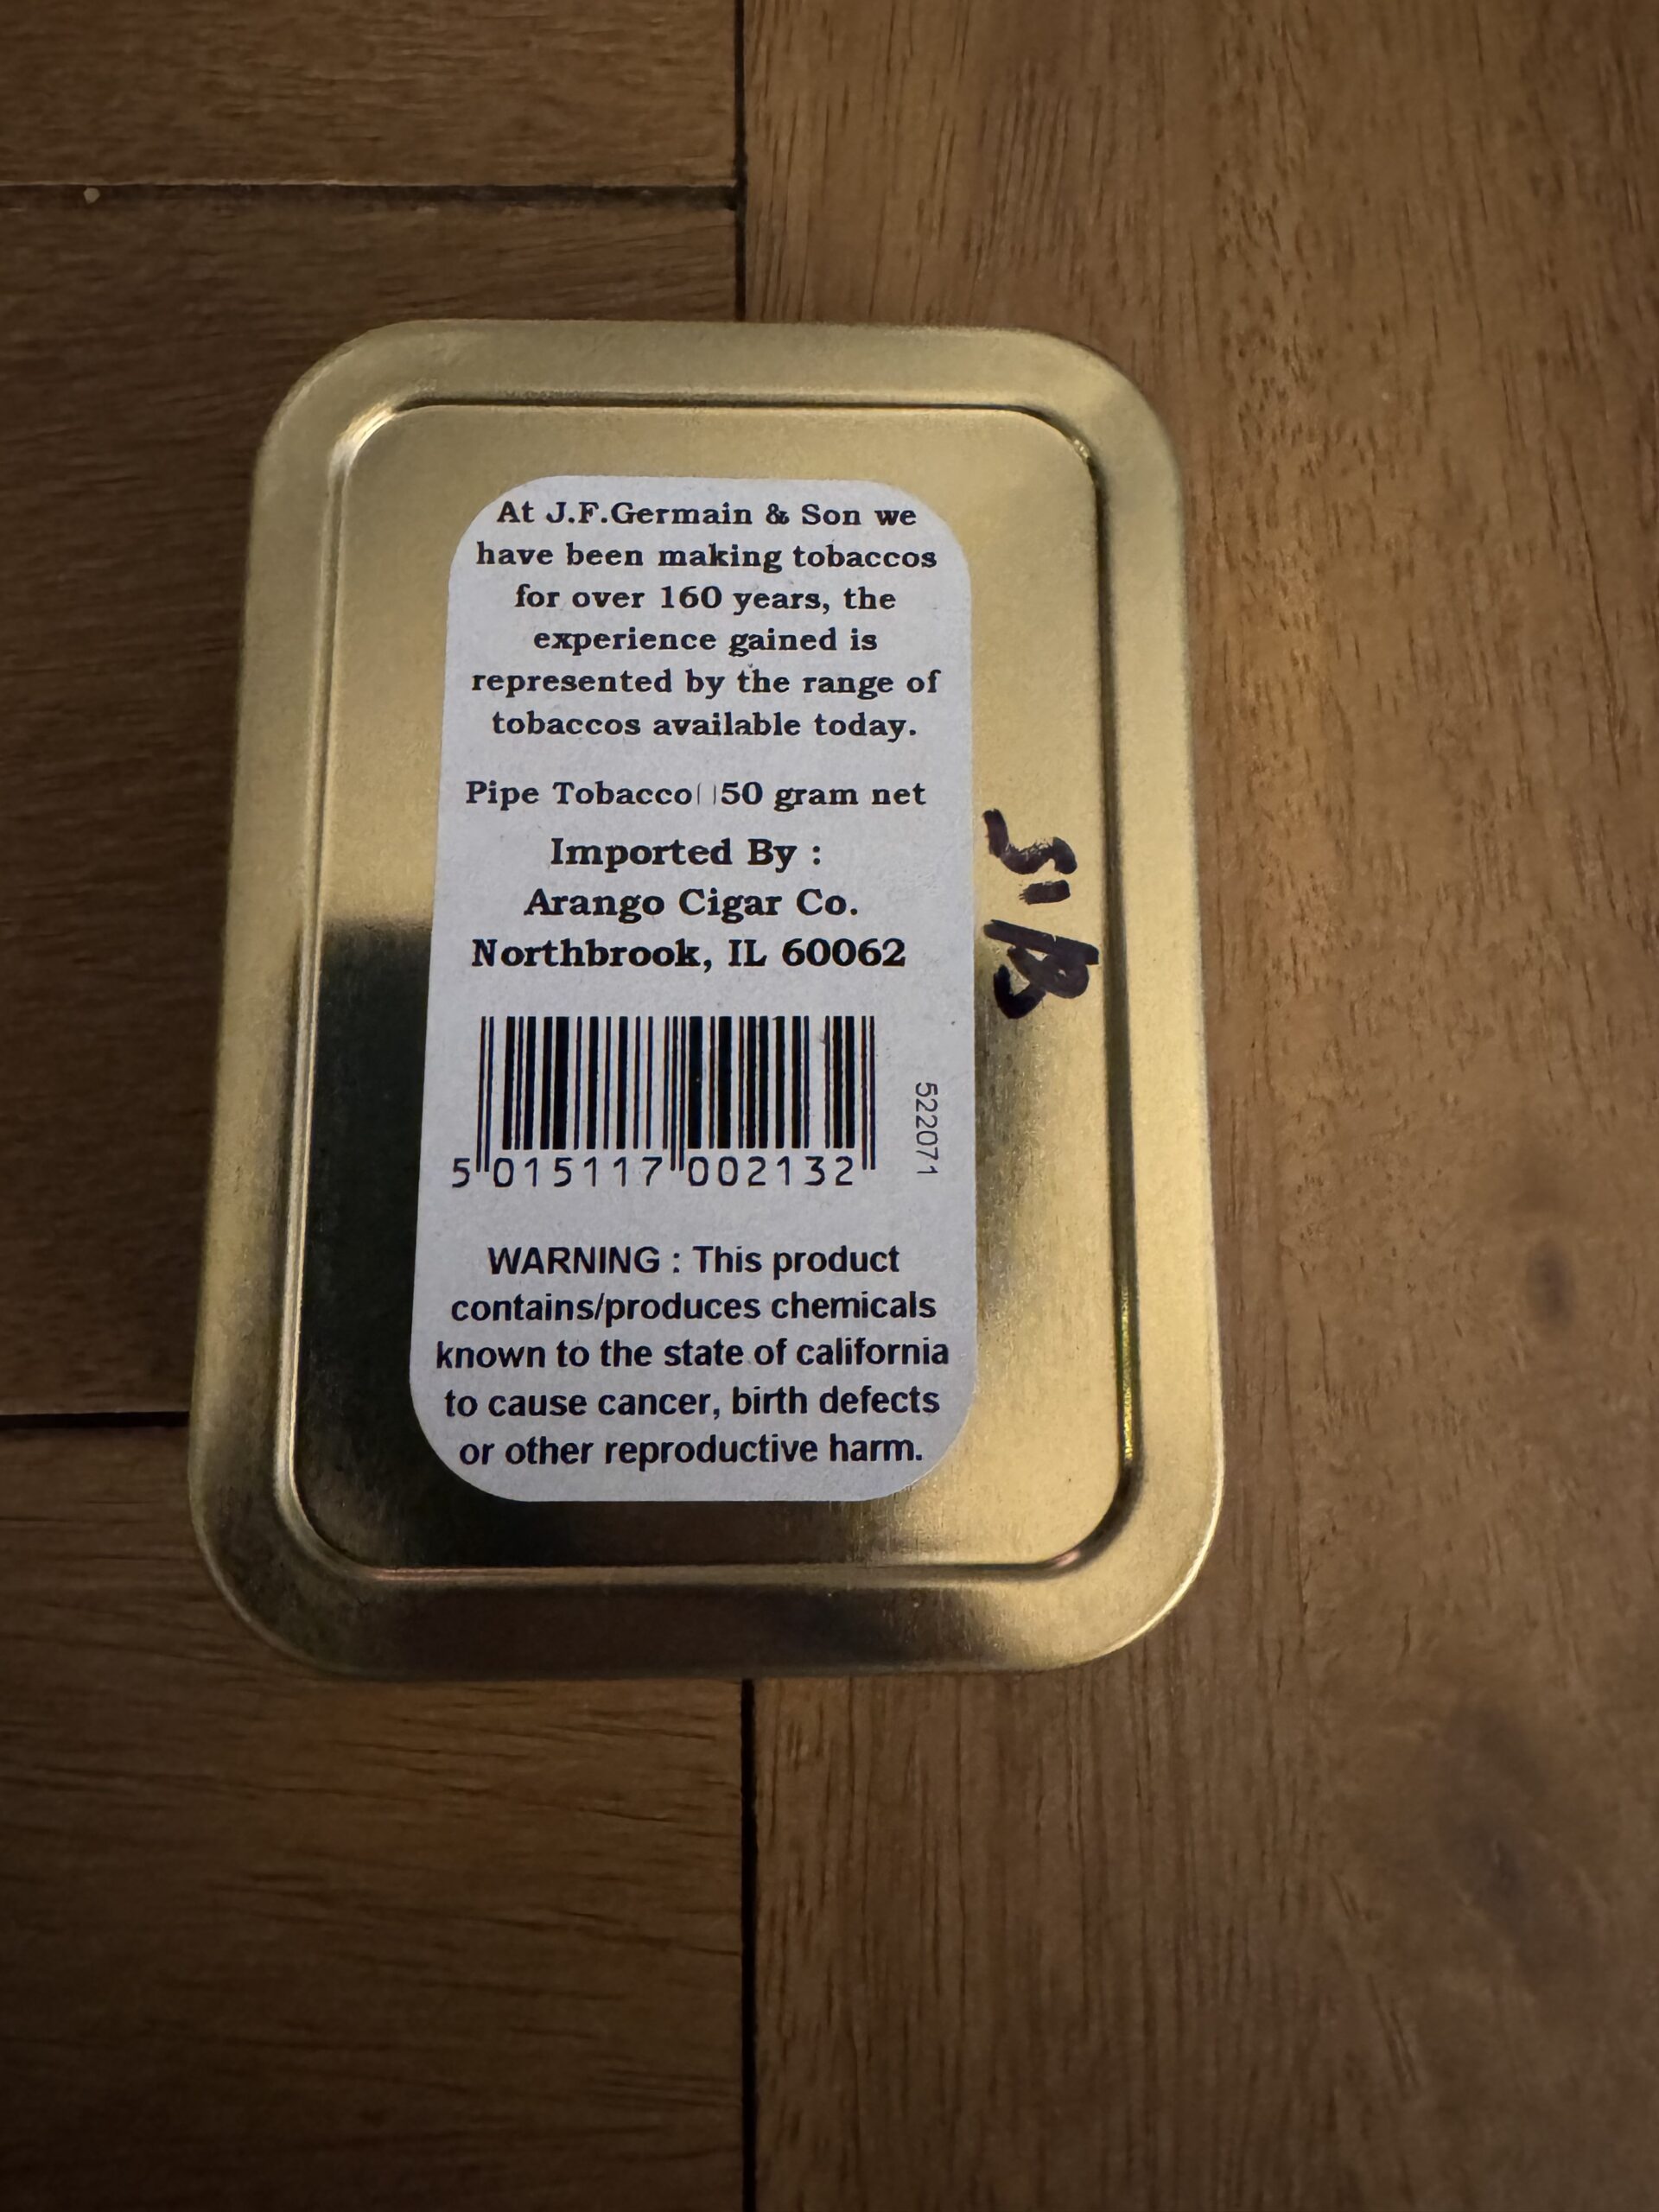 At J.F.Germain & Son we
have been making tobaccos
for over 160 years, the
experience gained is
represented by the range of
tobaccos available today.
Pipe Tobacco 50 gram net
Imported By :
Arango Cigar Co.
Northbrook, IL 60062
5 015117 002132
522071
WARNING : This product
contains/produces chemicals
known to the state of california
to cause cancer, birth defects
or other reproductive harm.